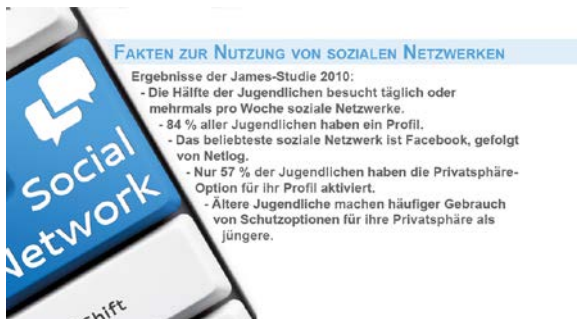 FAKTEN ZUR NUTZUNG VON SOZIALEN NETZWERKEN
Ergebnisse der James-Studie 2010:
- Die Hälfte der Jugendlichen besucht täglich oder
mehrmals pro Woche soziale Netzwerke.
- 84 % aller Jugendlichen haben ein Profil.
- Das beliebteste soziale Netzwerk ist Facebook, gefolgt
von Netlog.
- Nur 57 % der Jugendlichen haben die Privatsphäre-
Option für ihr Profil aktiviert.
- Ältere Jugendliche machen häufiger Gebrauch
von Schutzoptionen für ihre Privatsphäre als
jüngere.
Social
Network
Shift